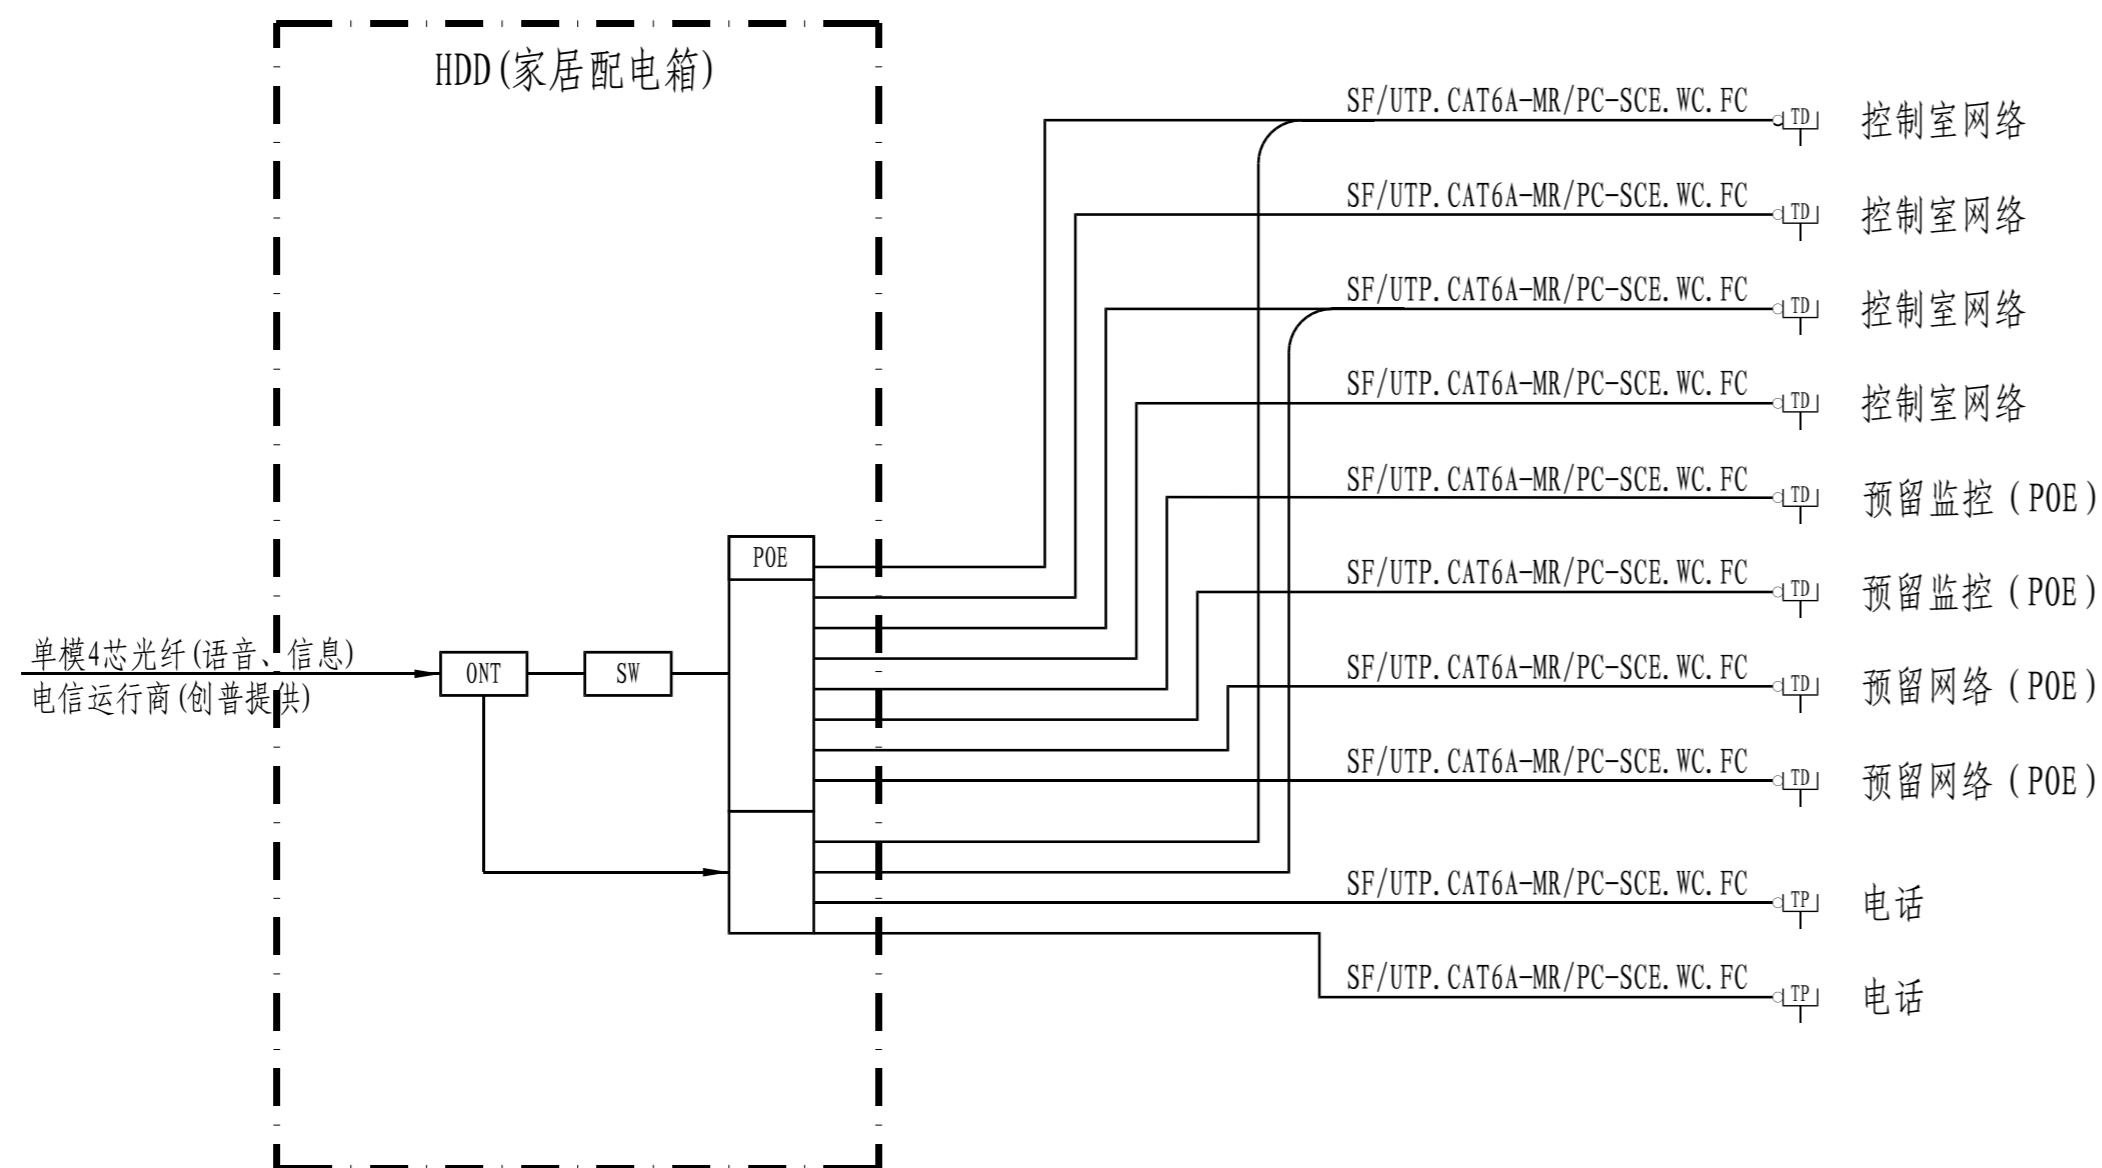 HDD(家居配电箱)
SF/UTP.CAT6A-MR/PC-SCE.WC.FC
TD
控制室网络
SF/UTP.CAT6A-MR/PC-SCE.WC.FC
TD
控制室网络
SF/UTP.CAT6A-MR/PC-SCE.WC.FC
TD
控制室网络
SF/UTP.CAT6A-MR/PC-SCE.WC.FC
TD
控制室网络
SF/UTP.CAT6A-MR/PC-SCE.WC.FC
TD
预留监控(POE)
POE
SF/UTP.CAT6A-MR/PC-SCE.WC.FC
TD
预留监控(POE)
单模4芯光纤(语音、信息)
电信运行商(创普提供)
ONT
SW
SF/UTP.CAT6A-MR/PC-SCE.WC.FC
TD
预留网络(POE)
SF/UTP.CAT6A-MR/PC-SCE.WC.FC
TD
预留网络(POE)
SF/UTP.CAT6A-MR/PC-SCE.WC.FC
TP
电话
SF/UTP.CAT6A-MR/PC-SCE.WC.FC
TP
电话